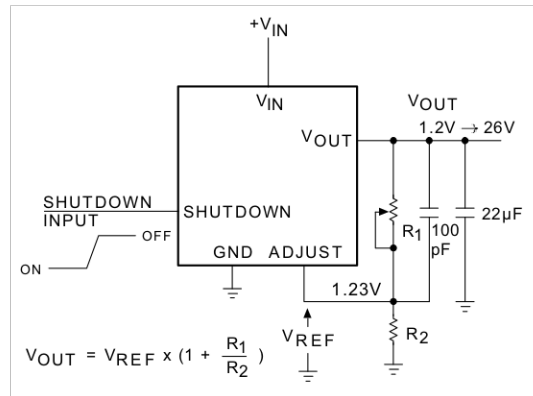 +VIN
VIN
VOUT
VOUT
1.2V → 26V
SHUTDOWN
INPUT
SHUTDOWN
OFF
ON
GND
ADJUST
R1
100
pF
22µF
1.23V
VREF
R2
VOUT = VREF x (1 + R1/R2)